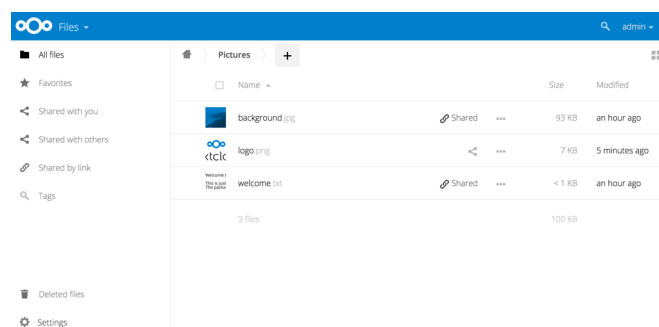 Files
admin
All files
Favorites
Shared with you
Shared with others
Shared by link
Tags
Deleted files
Settings
Pictures
+
Name Size Modified
background.jpg Shared ... 93 KB an hour ago
logo.png ... 7 KB 5 minutes ago
welcome.txt Shared ... < 1 KB an hour ago
3 files 100 KB